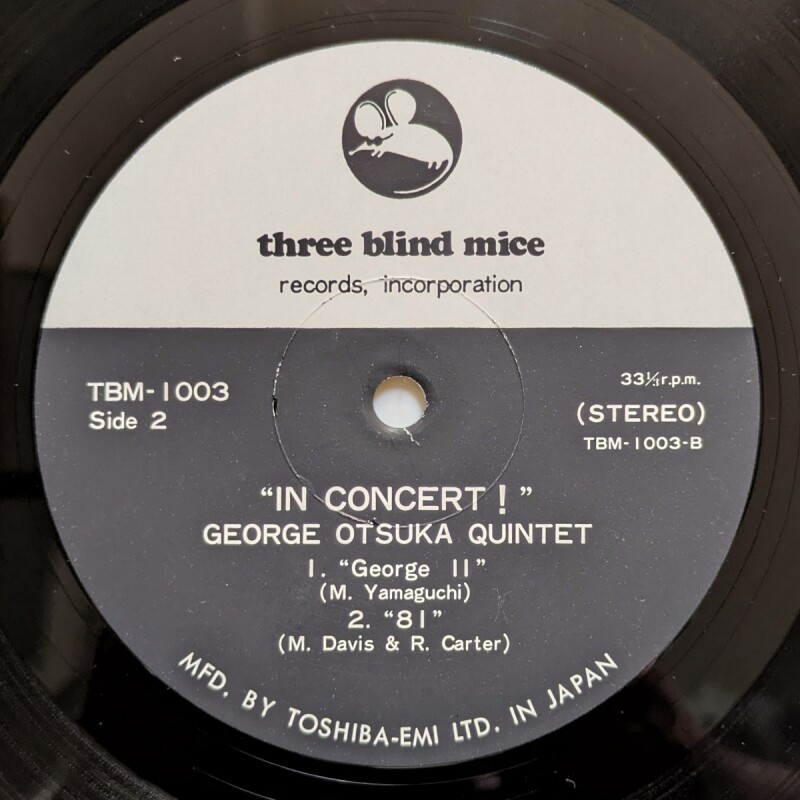 three blind mice
records, incorporation
TBM-1003
Side 2
33⅓r.p.m.
(STEREO)
TBM-1003-B
“IN CONCERT!”
GEORGE OTSUKA QUINTET
1. “George II”
(M. Yamaguchi)
2. “81”
(M. Davis & R. Carter)
MFD. BY TOSHIBA-EMI LTD. IN JAPAN